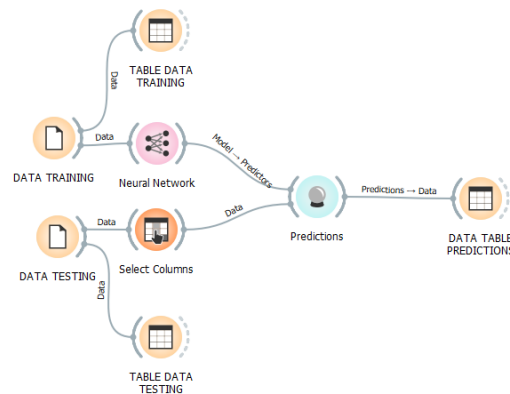 TABLE DATA
TRAINING
Data
Data
DATA TRAINING
Neural Network
Model → Predictors
Data
Data
DATA TESTING
Select Columns
Data
Predictions
Predictions → Data
DATA TABLE
PREDICTIONS
TABLE DATA
TESTING